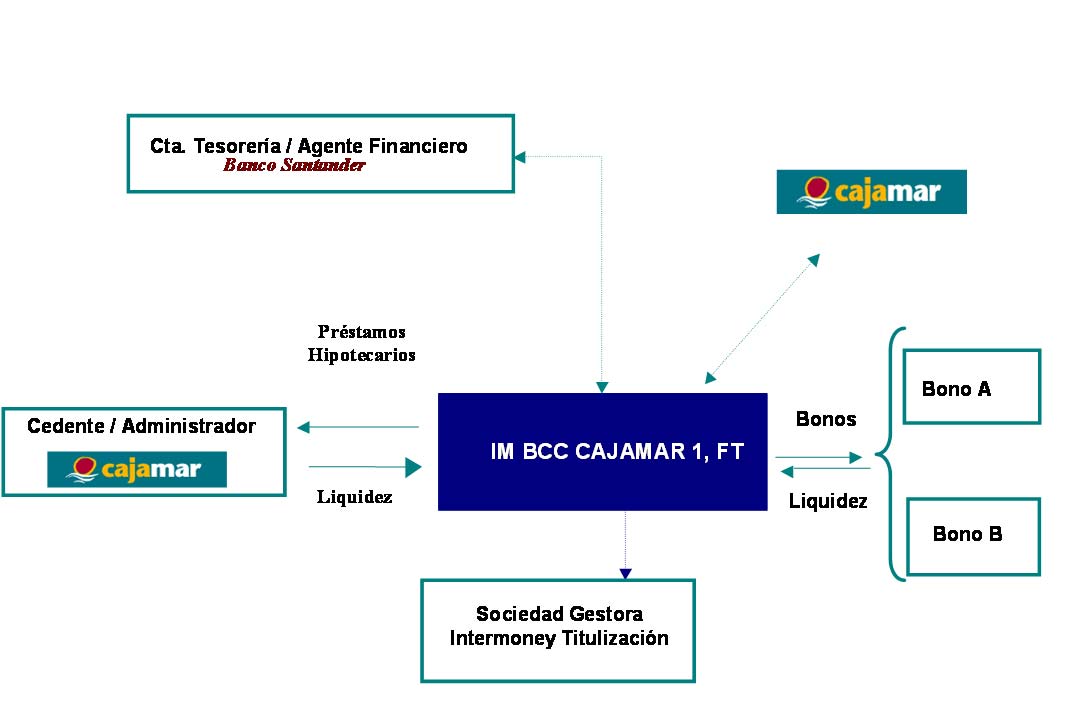 Cta. Tesorería / Agente Financiero
Banco Santander
cajamar
Préstamos
Hipotecarios
Cedente / Administrador
cajamar
Liquidez
IM BCC CAJAMAR 1, FT
Bonos
Liquidez
Bono A
Bono B
Sociedad Gestora
Intermoney Titulización